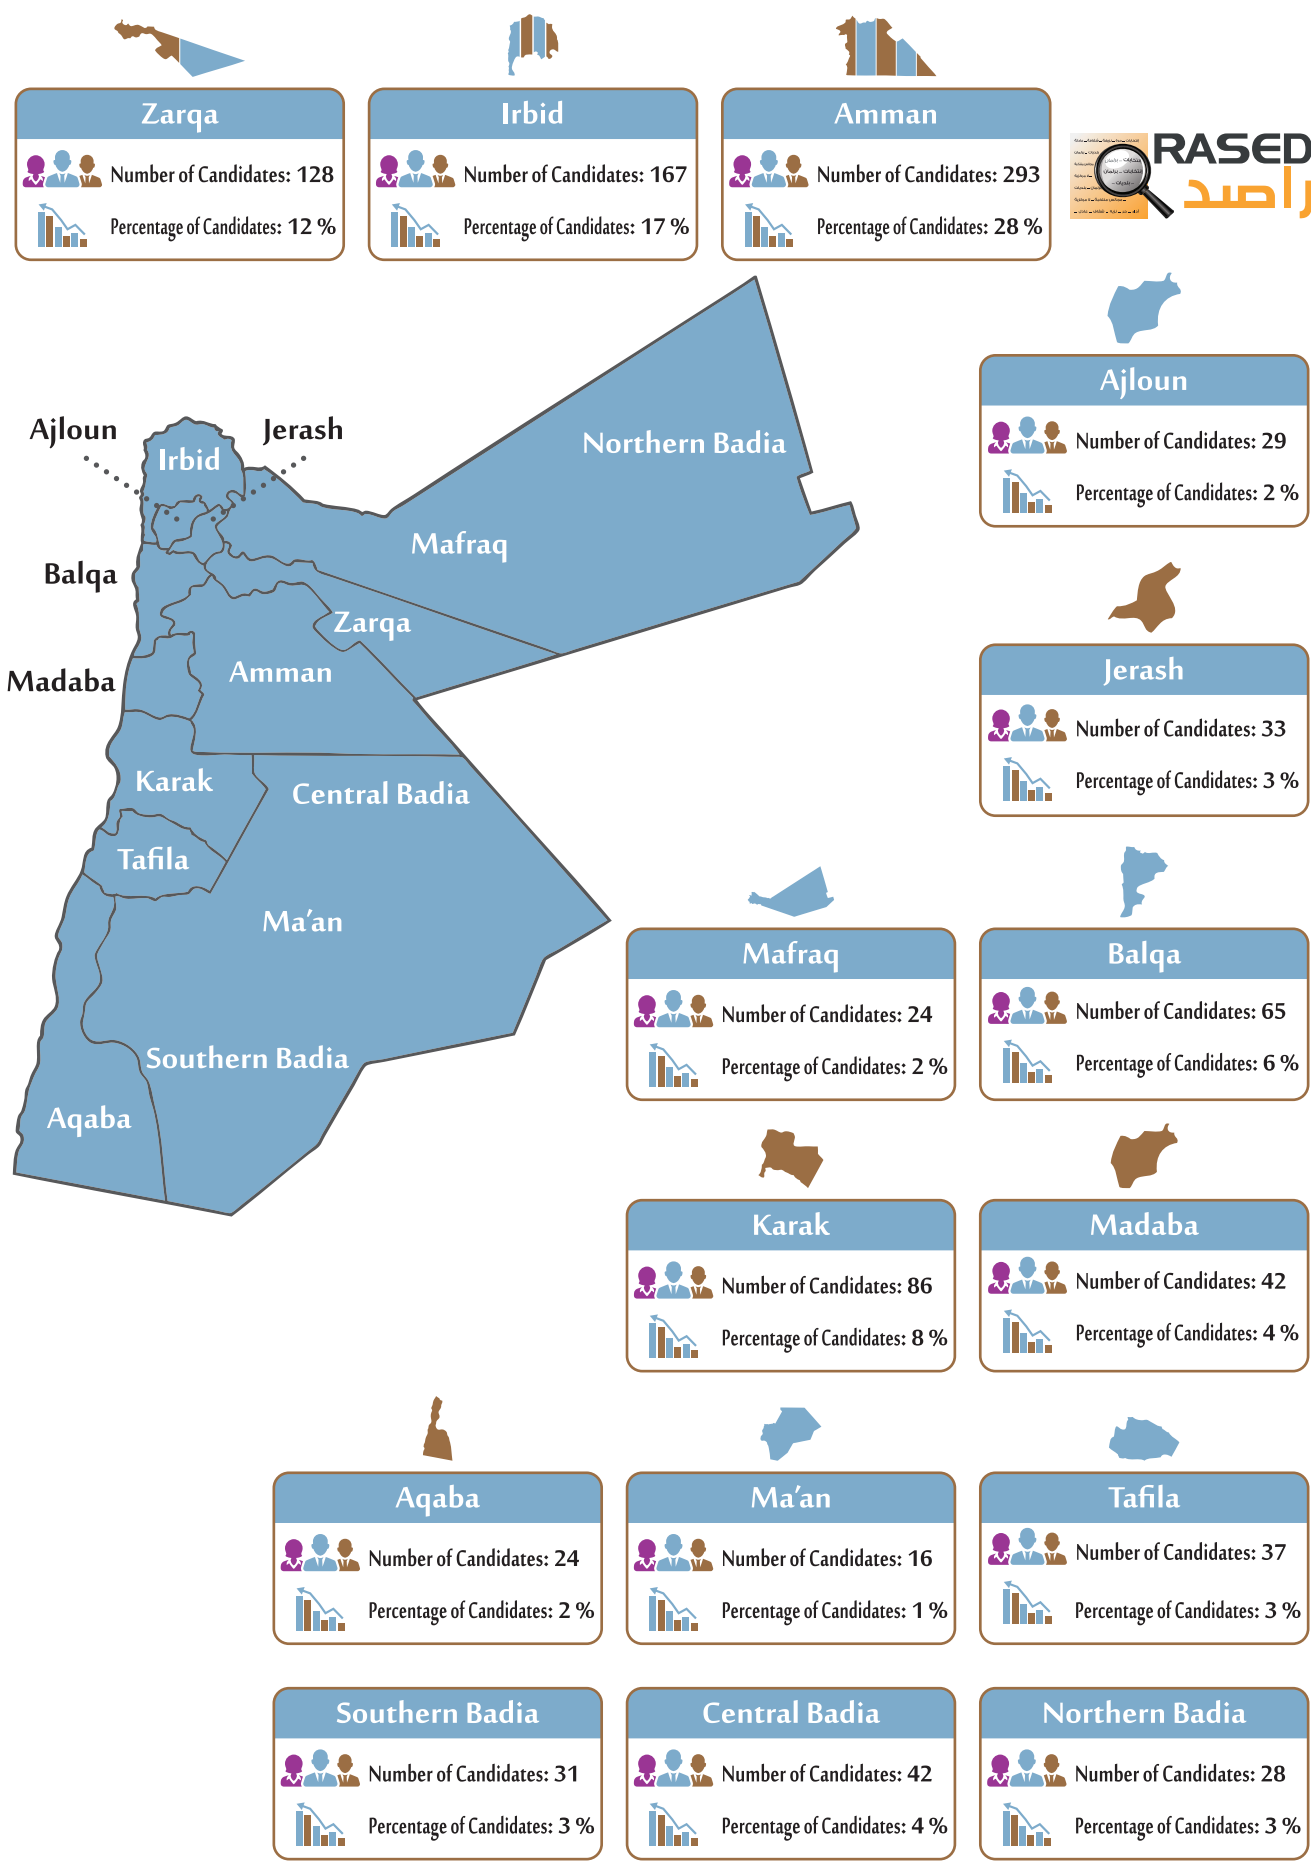 Zarqa
Number of Candidates: 128
Percentage of Candidates: 12 %
Irbid
Number of Candidates: 167
Percentage of Candidates: 17 %
Amman
Number of Candidates: 293
Percentage of Candidates: 28 %
RASED
راصد
Ajloun
Number of Candidates: 29
Percentage of Candidates: 2 %
Jerash
Number of Candidates: 33
Percentage of Candidates: 3 %
Ajloun
Jerash
Irbid
Northern Badia
Mafraq
Balqa
Zarqa
Madaba
Amman
Karak
Central Badia
Tafila
Ma’an
Southern Badia
Aqaba
Mafraq
Number of Candidates: 24
Percentage of Candidates: 2 %
Balqa
Number of Candidates: 65
Percentage of Candidates: 6 %
Karak
Number of Candidates: 86
Percentage of Candidates: 8 %
Madaba
Number of Candidates: 42
Percentage of Candidates: 4 %
Aqaba
Number of Candidates: 24
Percentage of Candidates: 2 %
Ma’an
Number of Candidates: 16
Percentage of Candidates: 1 %
Tafila
Number of Candidates: 37
Percentage of Candidates: 3 %
Southern Badia
Number of Candidates: 31
Percentage of Candidates: 3 %
Central Badia
Number of Candidates: 42
Percentage of Candidates: 4 %
Northern Badia
Number of Candidates: 28
Percentage of Candidates: 3 %